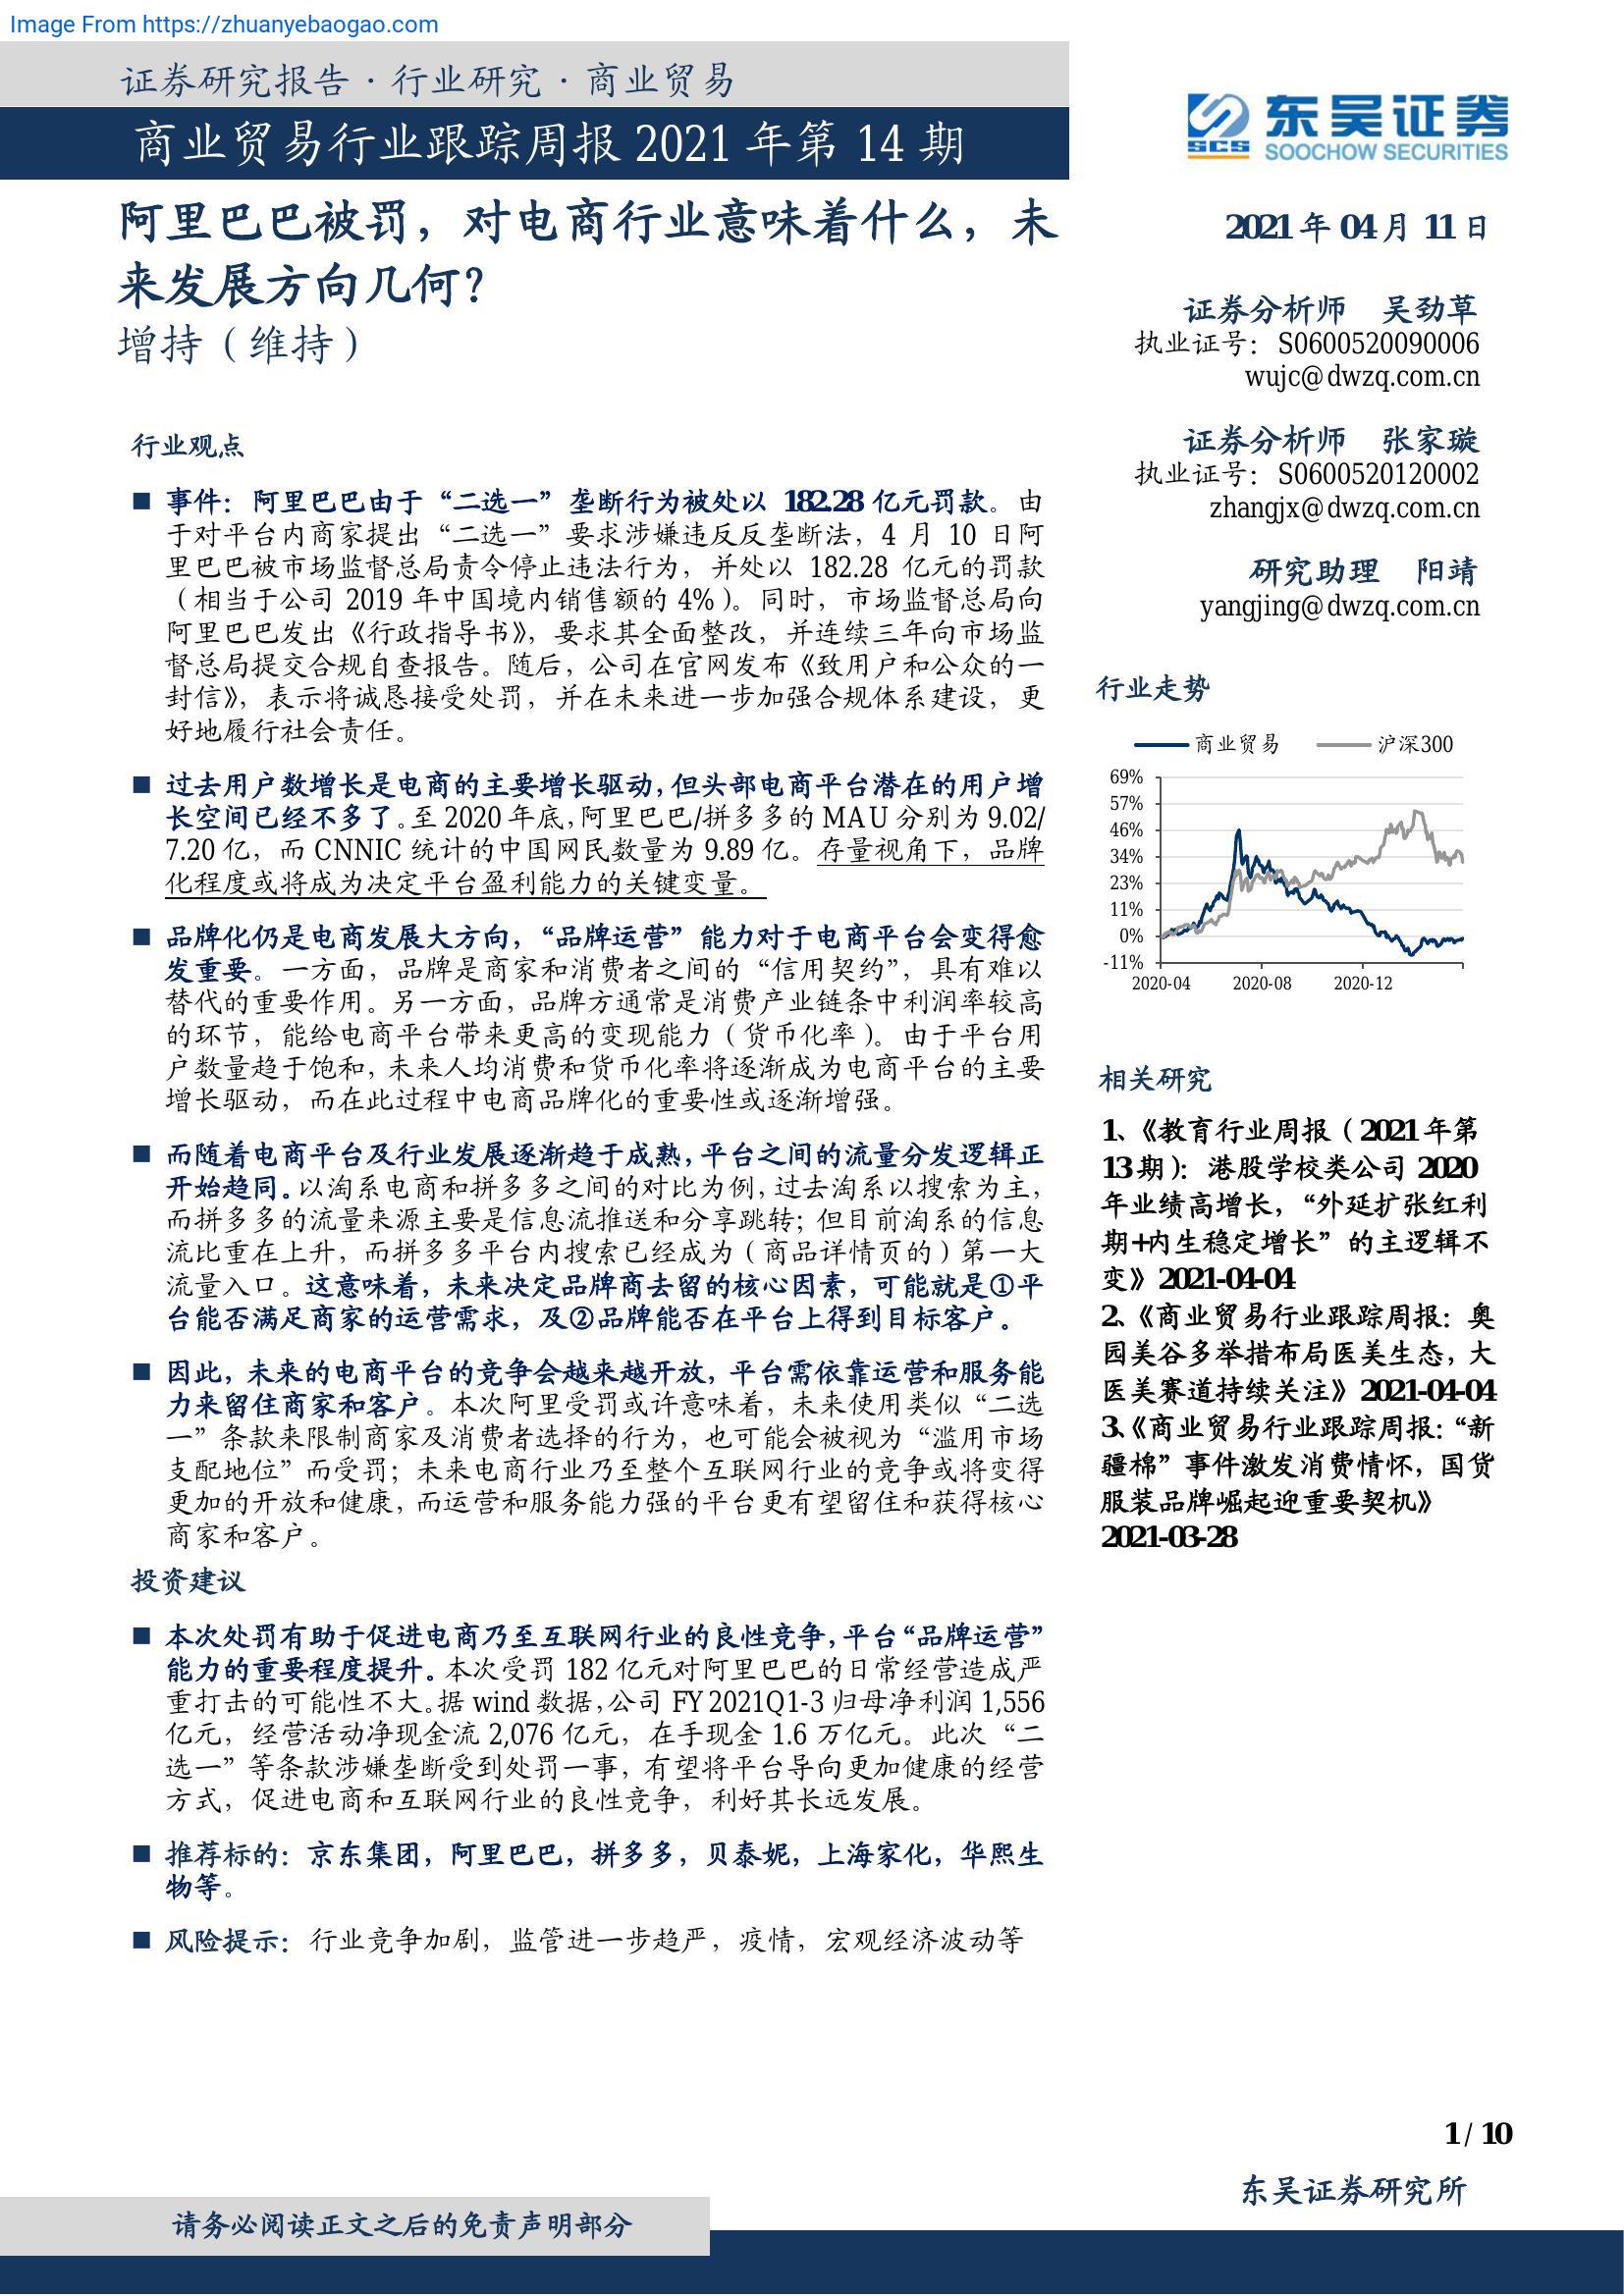 Image From https://zhuanyebaogao.com
证券研究报告·行业研究·商业贸易
商业贸易行业跟踪周报 2021 年第 14 期
SCS
东吴证券
SOOCHOW SECURITIES
阿里巴巴被罚，对电商行业意味着什么，未
来发展方向几何？
增持（维持）
行业观点
■ 事件：阿里巴巴由于“二选一”垄断行为被处以 182.28 亿元罚款。由
于对平台内商家提出“二选一”要求涉嫌违反反垄断法，4 月 10 日阿
里巴巴被市场监督总局责令停止违法行为，并处以 182.28 亿元的罚款
（相当于公司 2019 年中国境内销售额的 4%）。同时，市场监督总局向
阿里巴巴发出《行政指导书》，要求其全面整改，并连续三年向市场监
督总局提交合规自查报告。随后，公司在官网发布《致用户和公众的一
封信》，表示将诚恳接受处罚，并在未来进一步加强合规体系建设，更
好地履行社会责任。
■ 过去用户数增长是电商的主要增长驱动，但头部电商平台潜在的用户增
长空间已经不多了。至 2020 年底，阿里巴巴/拼多多的 MAU 分别为 9.02/
7.20 亿，而 CNNIC 统计的中国网民数量为 9.89 亿。存量视角下，品牌
化程度或将成为决定平台盈利能力的关键变量。
■ 品牌化仍是电商发展大方向，“品牌运营”能力对于电商平台会变得愈
发重要。一方面，品牌是商家和消费者之间的“信用契约”，具有难以
替代的重要作用。另一方面，品牌方通常是消费产业链条中利润率较高
的环节，能给电商平台带来更高的变现能力（货币化率）。由于平台用
户数量趋于饱和，未来人均消费和货币化率将逐渐成为电商平台的主要
增长驱动，而在此过程中电商品牌化的重要性或逐渐增强。
■ 而随着电商平台及行业发展逐渐趋于成熟，平台之间的流量分发逻辑正
开始趋同。以淘系电商和拼多多之间的对比为例，过去淘系以搜索为主，
而拼多多的流量来源主要是信息流推送和分享跳转；但目前淘系的信息
流比重在上升，而拼多多平台内搜索已经成为（商品详情页的）第一大
流量入口。这意味着，未来决定品牌商去留的核心因素，可能就是①平
台能否满足商家的运营需求，及②品牌能否在平台上得到目标客户。
■ 因此，未来的电商平台的竞争会越来越开放，平台需依靠运营和服务能
力来留住商家和客户。本次阿里受罚或许意味着，未来使用类似“二选
一”条款来限制商家及消费者选择的行为，也可能会被视为“滥用市场
支配地位”而受罚；未来电商行业乃至整个互联网行业的竞争或将变得
更加的开放和健康，而运营和服务能力强的平台更有望留住和获得核心
商家和客户。
投资建议
■ 本次处罚有助于促进电商乃至互联网行业的良性竞争，平台“品牌运营”
能力的重要程度提升。本次受罚 182 亿元对阿里巴巴的日常经营造成严
重打击的可能性不大。据 wind 数据，公司 FY2021Q1-3 归母净利润 1,556
亿元，经营活动净现金流 2,076 亿元，在手现金 1.6 万亿元。此次“二
选一”等条款涉嫌垄断受到处罚一事，有望将平台导向更加健康的经营
方式，促进电商和互联网行业的良性竞争，利好其长远发展。
■ 推荐标的：京东集团，阿里巴巴，拼多多，贝泰妮，上海家化，华熙生
物等。
■ 风险提示：行业竞争加剧，监管进一步趋严，疫情，宏观经济波动等
2021 年 04 月 11 日
证券分析师 吴劲草
执业证号：S0600520090006
wujc@dwzq.com.cn
证券分析师 张家璇
执业证号：S0600520120002
zhangjx@dwzq.com.cn
研究助理 阳靖
yangjing@dwzq.com.cn
行业走势
商业贸易 沪深300
69%
57%
46%
34%
23%
11%
0%
-11%
2020-04 2020-08 2020-12
相关研究
1、《教育行业周报（2021 年第
13 期）：港股学校类公司 2020
年业绩高增长，“外延扩张红利
期+内生稳定增长”的主逻辑不
变》2021-04-04
2、《商业贸易行业跟踪周报：奥
园美谷多举措布局医美生态，大
医美赛道持续关注》2021-04-04
3、《商业贸易行业跟踪周报：“新
疆棉”事件激发消费情怀，国货
服装品牌崛起迎重要契机》
2021-03-28
1 / 10
东吴证券研究所
请务必阅读正文之后的免责声明部分